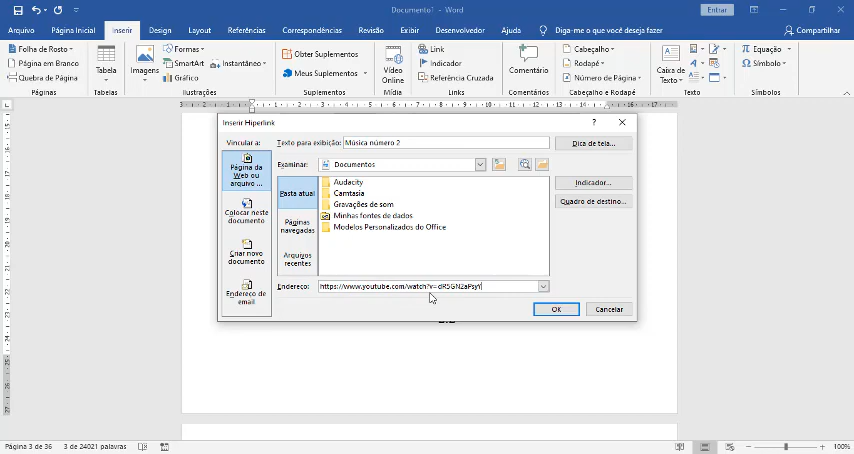 Documento1 - Word
Entrar
Arquivo Página Inicial Inserir Design Layout Referências Correspondências Revisão Exibir Desenvolvedor Ajuda Diga-me o que você deseja fazer Compartilhar
Folha de Rosto
Página em Branco
Quebra de Página
Páginas
Tabela
Tabelas
Imagens
Formas
SmartArt
Gráfico
Instantâneo
Ilustrações
Obter Suplementos
Meus Suplementos
Suplementos
Vídeo
Online
Mídia
Link
Indicador
Referência Cruzada
Links
Comentário
Comentários
Cabeçalho
Rodapé
Número de Página
Cabeçalho e Rodapé
Caixa de
Texto
Texto
Equação
Símbolo
Símbolos
Inserir Hiperlink
Vincular a:
Texto para exibição: Música número 2
Dica de tela...
Página da
Web ou
arquivo ...
Examinar: Documentos
Pasta atual
Páginas
navegadas
Arquivos
recentes
Audacity
Camtasia
Gravações de som
Minhas fontes de dados
Modelos Personalizados do Office
Indicador...
Quadro de destino...
Colocar neste
documento
Criar novo
documento
Endereço de
email
Endereço: https://www.youtube.com/watch?v=dR5GN2aPsyY
OK Cancelar
Página 3 de 36 3 de 24021 palavras
100%